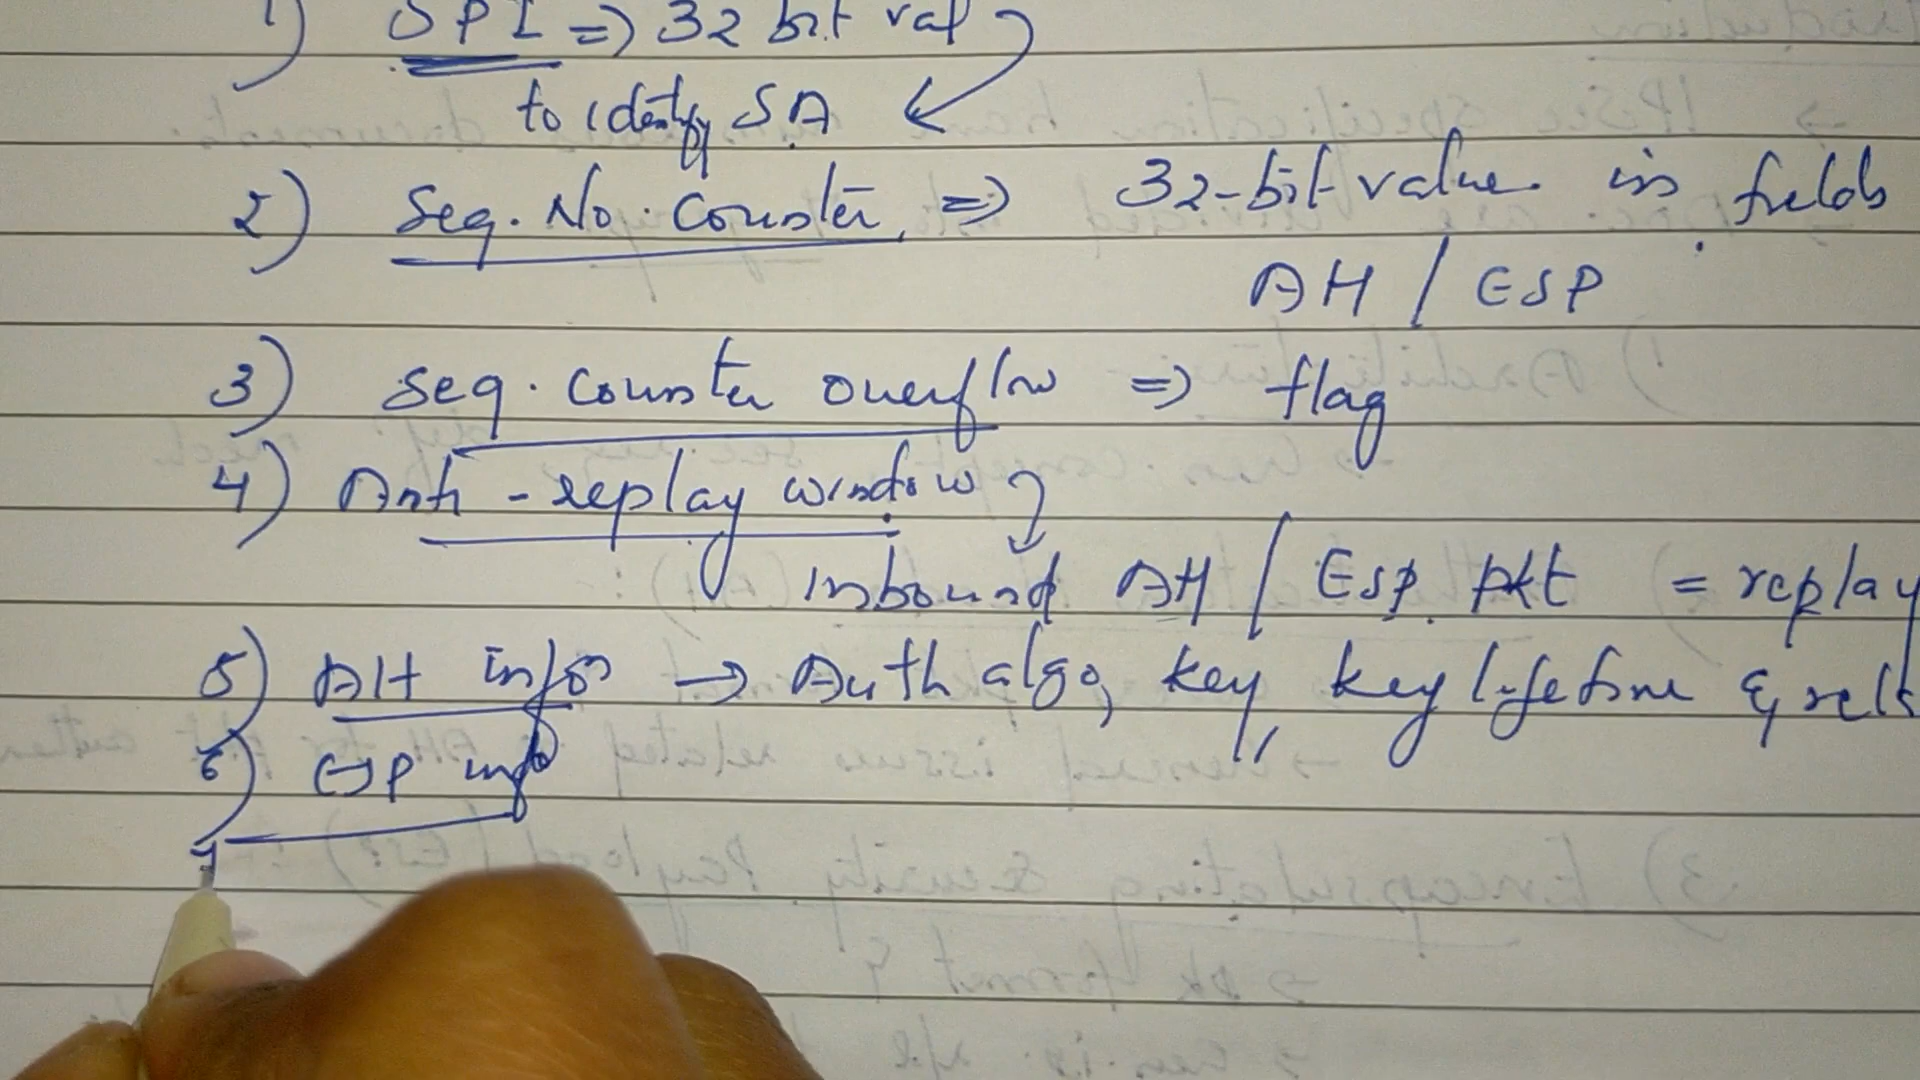 1) SPI => 32 bit val
to identify SA
2) Seq. No. Counter => 32-bit value in fields
AH / ESP
3) Seq. Counter overflow => flag
4) Anti-replay window
inbound AH / ESP pkt = replay
5) AH info → Auth algo, key, key lifetime &
6) ESP info
7